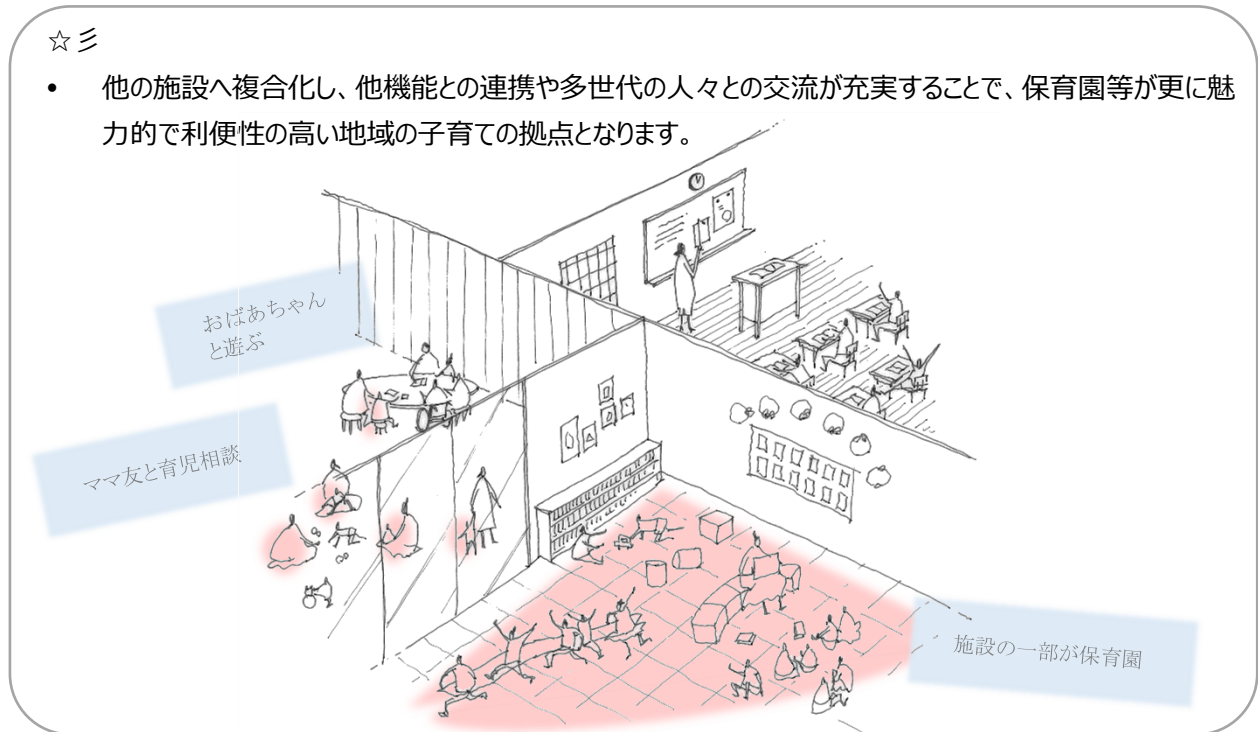 ☆彡
• 他の施設へ複合化し、他機能との連携や多世代の人々との交流が充実することで、保育園等が更に魅
力的で利便性の高い地域の子育ての拠点となります。
おばあちゃん
と遊ぶ
ママ友と育児相談
施設の一部が保育園